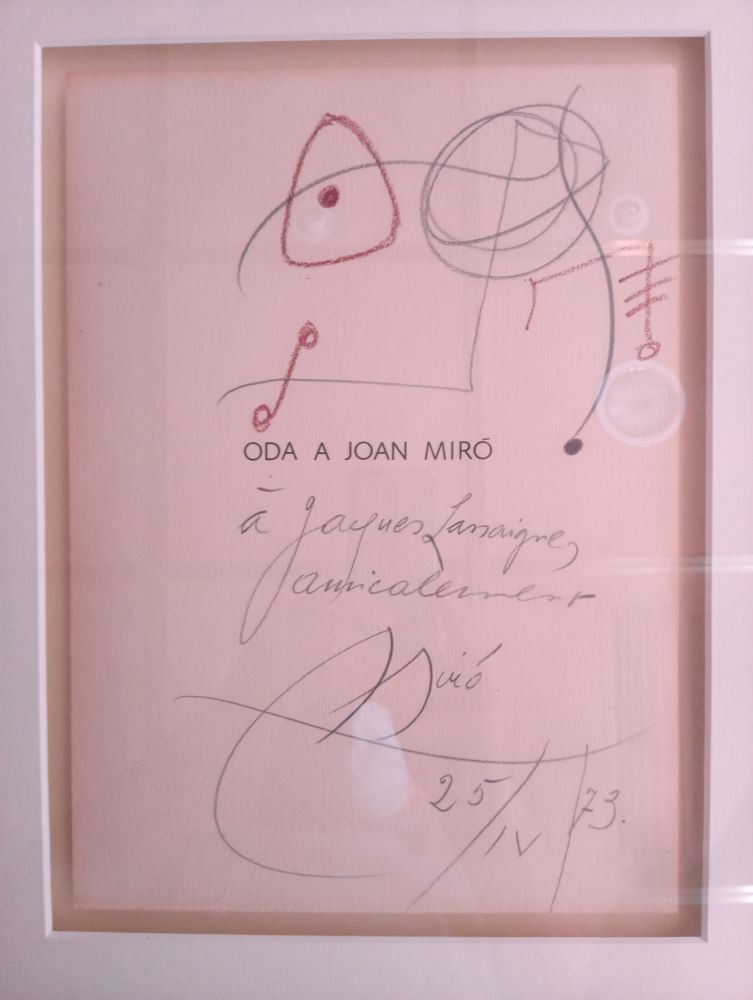 ODA A JOAN MIRÓ
à Jacques Lassaigne,
amicalement
Miró.
25/IV/73.